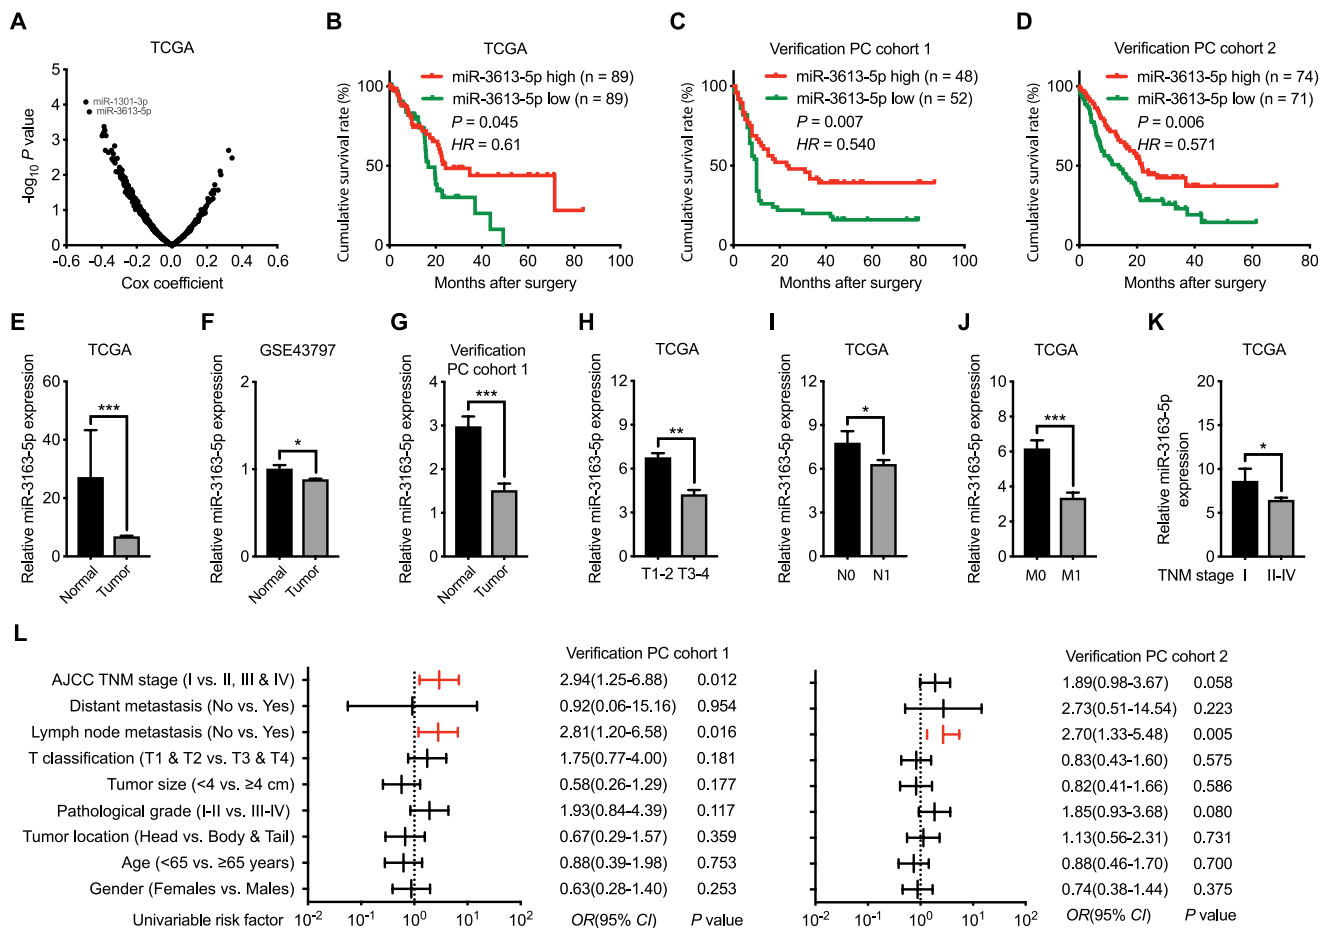 A
TCGA
miR-1301-3p
miR-3613-5p
-log10 P value
5
4
3
2
1
0
-0.6 -0.4 -0.2 0.0 0.2 0.4 0.6
Cox coefficient
B
TCGA
miR-3613-5p high (n = 89)
miR-3613-5p low (n = 89)
P = 0.045
HR = 0.61
Cumulative survival rate (%)
100
50
0
0 20 40 60 80 100
Months after surgery
C
Verification PC cohort 1
miR-3613-5p high (n = 48)
miR-3613-5p low (n = 52)
P = 0.007
HR = 0.540
Cumulative survival rate (%)
100
50
0
0 20 40 60 80 100
Months after surgery
D
Verification PC cohort 2
miR-3613-5p high (n = 74)
miR-3613-5p low (n = 71)
P = 0.006
HR = 0.571
Cumulative survival rate (%)
100
50
0
0 20 40 60 80
Months after surgery
E
TCGA
Relative miR-3163-5p expression
60
40
20
0
***
Normal Tumor
F
GSE43797
Relative miR-3163-5p expression
2
1
0
*
Normal Tumor
G
Verification
PC cohort 1
Relative miR-3163-5p expression
4
3
2
1
0
***
Normal Tumor
H
TCGA
Relative miR-3163-5p expression
12
9
6
3
0
**
T1-2 T3-4
I
TCGA
Relative miR-3163-5p expression
12
9
6
3
0
*
N0 N1
J
TCGA
Relative miR-3163-5p expression
10
8
6
4
2
0
***
M0 M1
K
TCGA
Relative miR-3163-5p
expression
20
15
10
5
0
*
TNM stage I II-IV
L
Verification PC cohort 1
Verification PC cohort 2
AJCC TNM stage (I vs. II, III & IV) 2.94(1.25-6.88) 0.012 1.89(0.98-3.67) 0.058
Distant metastasis (No vs. Yes) 0.92(0.06-15.16) 0.954 2.73(0.51-14.54) 0.223
Lymph node metastasis (No vs. Yes) 2.81(1.20-6.58) 0.016 2.70(1.33-5.48) 0.005
T classification (T1 & T2 vs. T3 & T4) 1.75(0.77-4.00) 0.181 0.83(0.43-1.60) 0.575
Tumor size (<4 vs. ≥4 cm) 0.58(0.26-1.29) 0.177 0.82(0.41-1.66) 0.586
Pathological grade (I-II vs. III-IV) 1.93(0.84-4.39) 0.117 1.85(0.93-3.68) 0.080
Tumor location (Head vs. Body & Tail) 0.67(0.29-1.57) 0.359 1.13(0.56-2.31) 0.731
Age (<65 vs. ≥65 years) 0.88(0.39-1.98) 0.753 0.88(0.46-1.70) 0.700
Gender (Females vs. Males) 0.63(0.28-1.40) 0.253 0.74(0.38-1.44) 0.375
Univariable risk factor 10-2 10-1 100 101 102 OR(95% CI) P value 10-2 10-1 100 101 102 OR(95% CI) P value